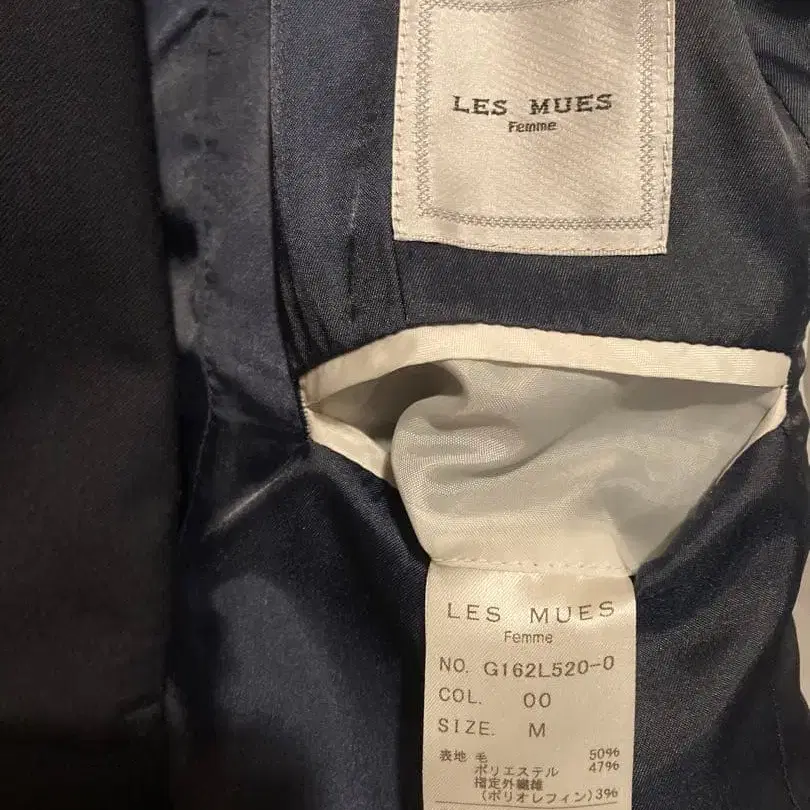 LES MUES
Femme
LES MUES
Femme
NO. G162L520-0
COL. 00
SIZE. M
表地 毛 50%
ポリエステル 47%
指定外繊維
(ポリオレフィン) 3%